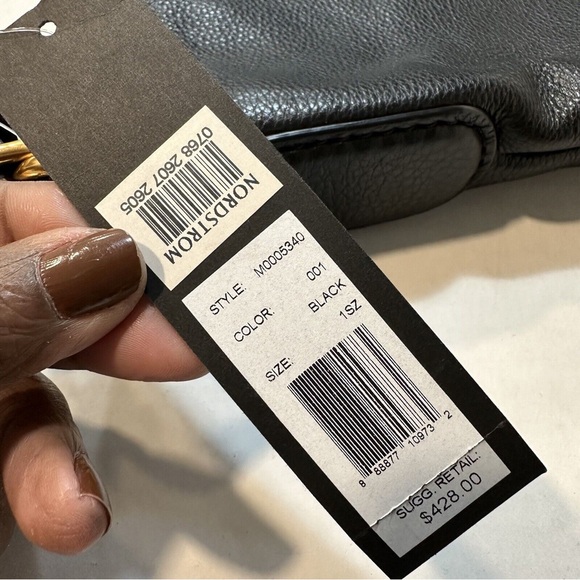 0768 2607 2605
NORDSTROM
STYLE: M0005340
COLOR: 001
BLACK
SIZE: 1SZ
8 88877 10973 2
SUGG. RETAIL:
$428.00